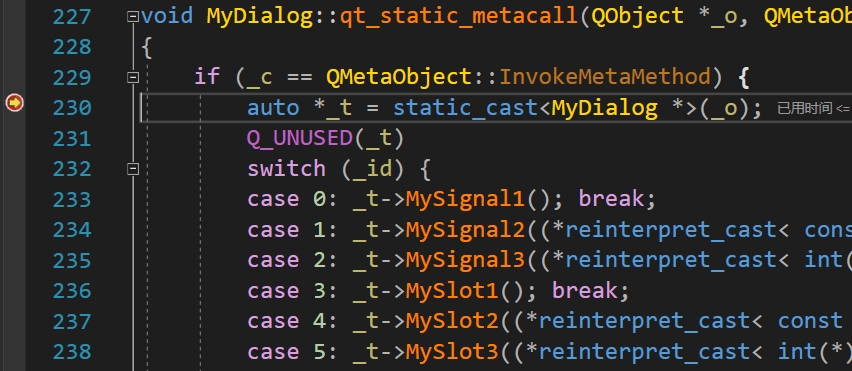 227 void MyDialog::qt_static_metacall(QObject *_o, QMetaOb
228 {
229 if (_c == QMetaObject::InvokeMetaMethod) {
230 auto *_t = static_cast<MyDialog *>(_o); 已用时间 <=
231 Q_UNUSED(_t)
232 switch (_id) {
233 case 0: _t->MySignal1(); break;
234 case 1: _t->MySignal2((*reinterpret_cast< cons
235 case 2: _t->MySignal3((*reinterpret_cast< int(
236 case 3: _t->MySlot1(); break;
237 case 4: _t->MySlot2((*reinterpret_cast< const
238 case 5: _t->MySlot3((*reinterpret_cast< int(*)